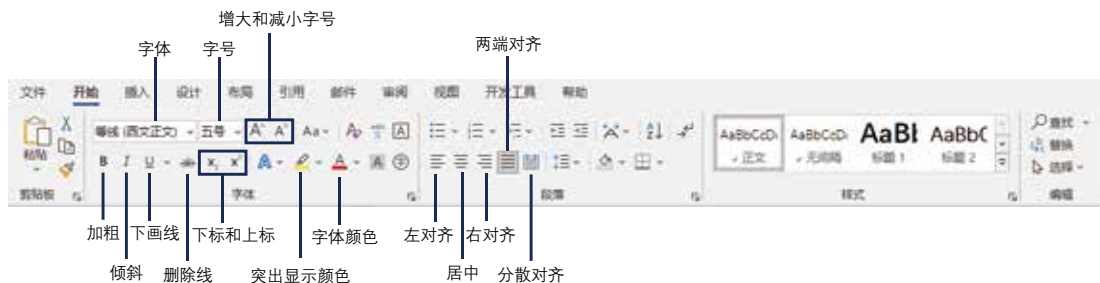 增大和减小字号
字体 字号 两端对齐
文件 开始 插入 设计 布局 引用 邮件 审阅 视图 开发工具 帮助
等线 (西文正文) 五号 A A Aa A A AaBbCcD AaBbCcD AaBl AaBbC 查找
粘贴 替换
B I U ab x, x A A A 正文 无间隔 标题 1 标题 2 选择
剪贴板 字体 段落 样式 编辑
加粗 下画线 下标和上标 字体颜色 左对齐 右对齐
倾斜 删除线 突出显示颜色 居中 分散对齐